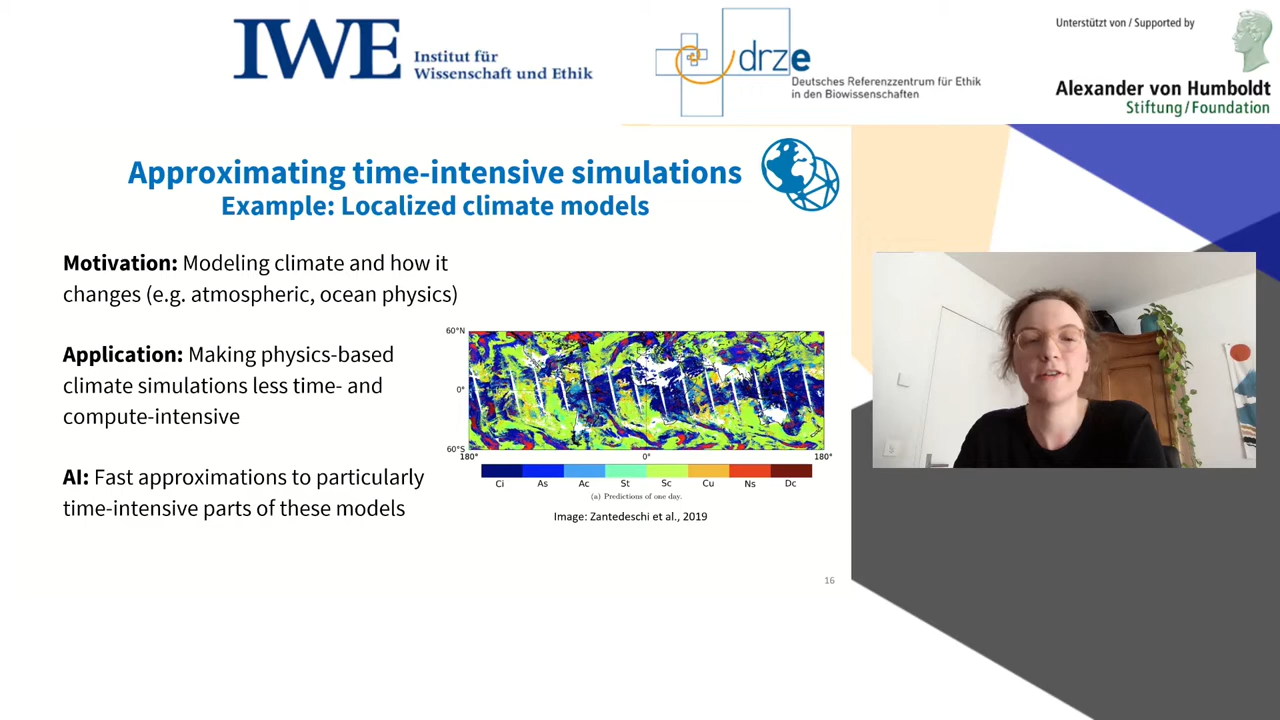 IWE Institut für
Wissenschaft und Ethik
drze
Deutsches Referenzzentrum für Ethik
in den Biowissenschaften
Unterstützt von / Supported by
Alexander von Humboldt
Stiftung/Foundation
Approximating time-intensive simulations
Example: Localized climate models
Motivation: Modeling climate and how it
changes (e.g. atmospheric, ocean physics)
Application: Making physics-based
climate simulations less time- and
compute-intensive
AI: Fast approximations to particularly
time-intensive parts of these models
60°N
0°
60°S
180° 0° 180°
Ci As Ac St Sc Cu Ns Dc
(a) Predictions of one day.
Image: Zantedeschi et al., 2019
16